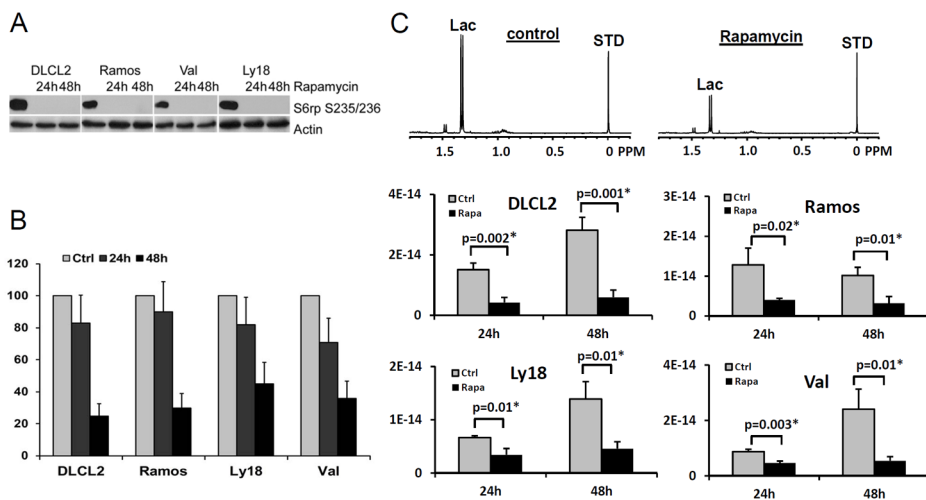 A
DLCL2 Ramos Val Ly18
24h 48h 24h 48h 24h 48h 24h 48h Rapamycin
S6rp S235/236
Actin
B
Ctrl 24h 48h
120
100
80
60
40
20
0
DLCL2 Ramos Ly18 Val
C
Lac control STD
1.5 1.0 0.5 0 PPM
Rapamycin STD
Lac
1.5 1.0 0.5 0 PPM
4E-14
2E-14
0
Ctrl
Rapa
DLCL2
p=0.002*
p=0.001*
24h 48h
3E-14
2E-14
1E-14
0
Ctrl
Rapa
Ramos
p=0.02*
p=0.01*
24h 48h
2E-14
1E-14
0
Ctrl
Rapa
Ly18
p=0.01*
p=0.01*
24h 48h
4E-14
2E-14
0
Ctrl
Rapa
Val
p=0.003*
p=0.01*
24h 48h